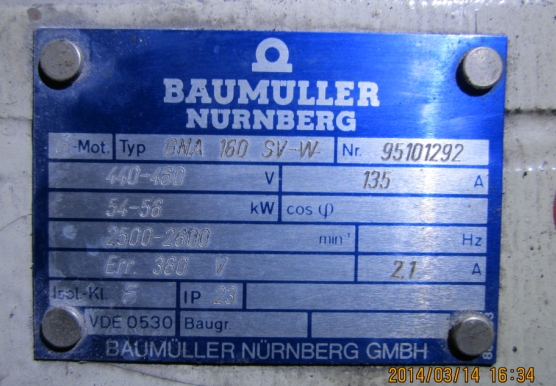 BAUMÜLLER
NÜRNBERG
-Mot. Typ GNA 160 SV-W Nr. 95101292
440-460 V 135 A
54-56 kW cos φ
2500-2600 min⁻¹ Hz
Err. 360 V 2.1 A
Isol-Kl. F IP 23
VDE 0530 Baugr
BAUMÜLLER NÜRNBERG GMBH
2014/03/14 16:34